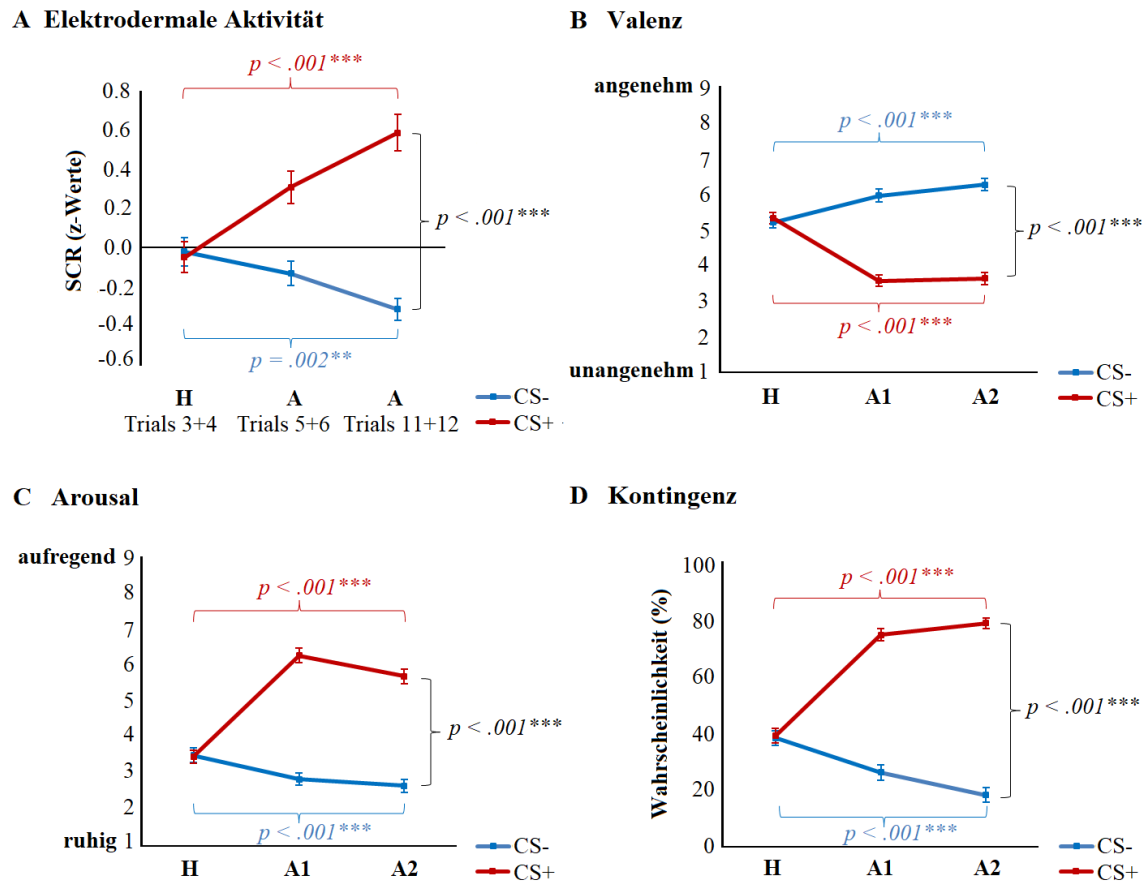 A Elektrodermale Aktivität
p < .001***
0.8
0.6
0.4
0.2
0.0
-0.2
-0.4
-0.6
SCR (z-Werte)
p < .001***
p = .002**
H A A
Trials 3+4 Trials 5+6 Trials 11+12
CS-
CS+
B Valenz
angenehm 9
8
7
6
5
4
3
2
unangenehm 1
p < .001***
p < .001***
p < .001***
H A1 A2
CS-
CS+
C Arousal
aufregend 9
8
7
6
5
4
3
2
ruhig 1
p < .001***
p < .001***
p < .001***
H A1 A2
CS-
CS+
D Kontingenz
100
80
60
40
20
0
Wahrscheinlichkeit (%)
p < .001***
p < .001***
p < .001***
H A1 A2
CS-
CS+